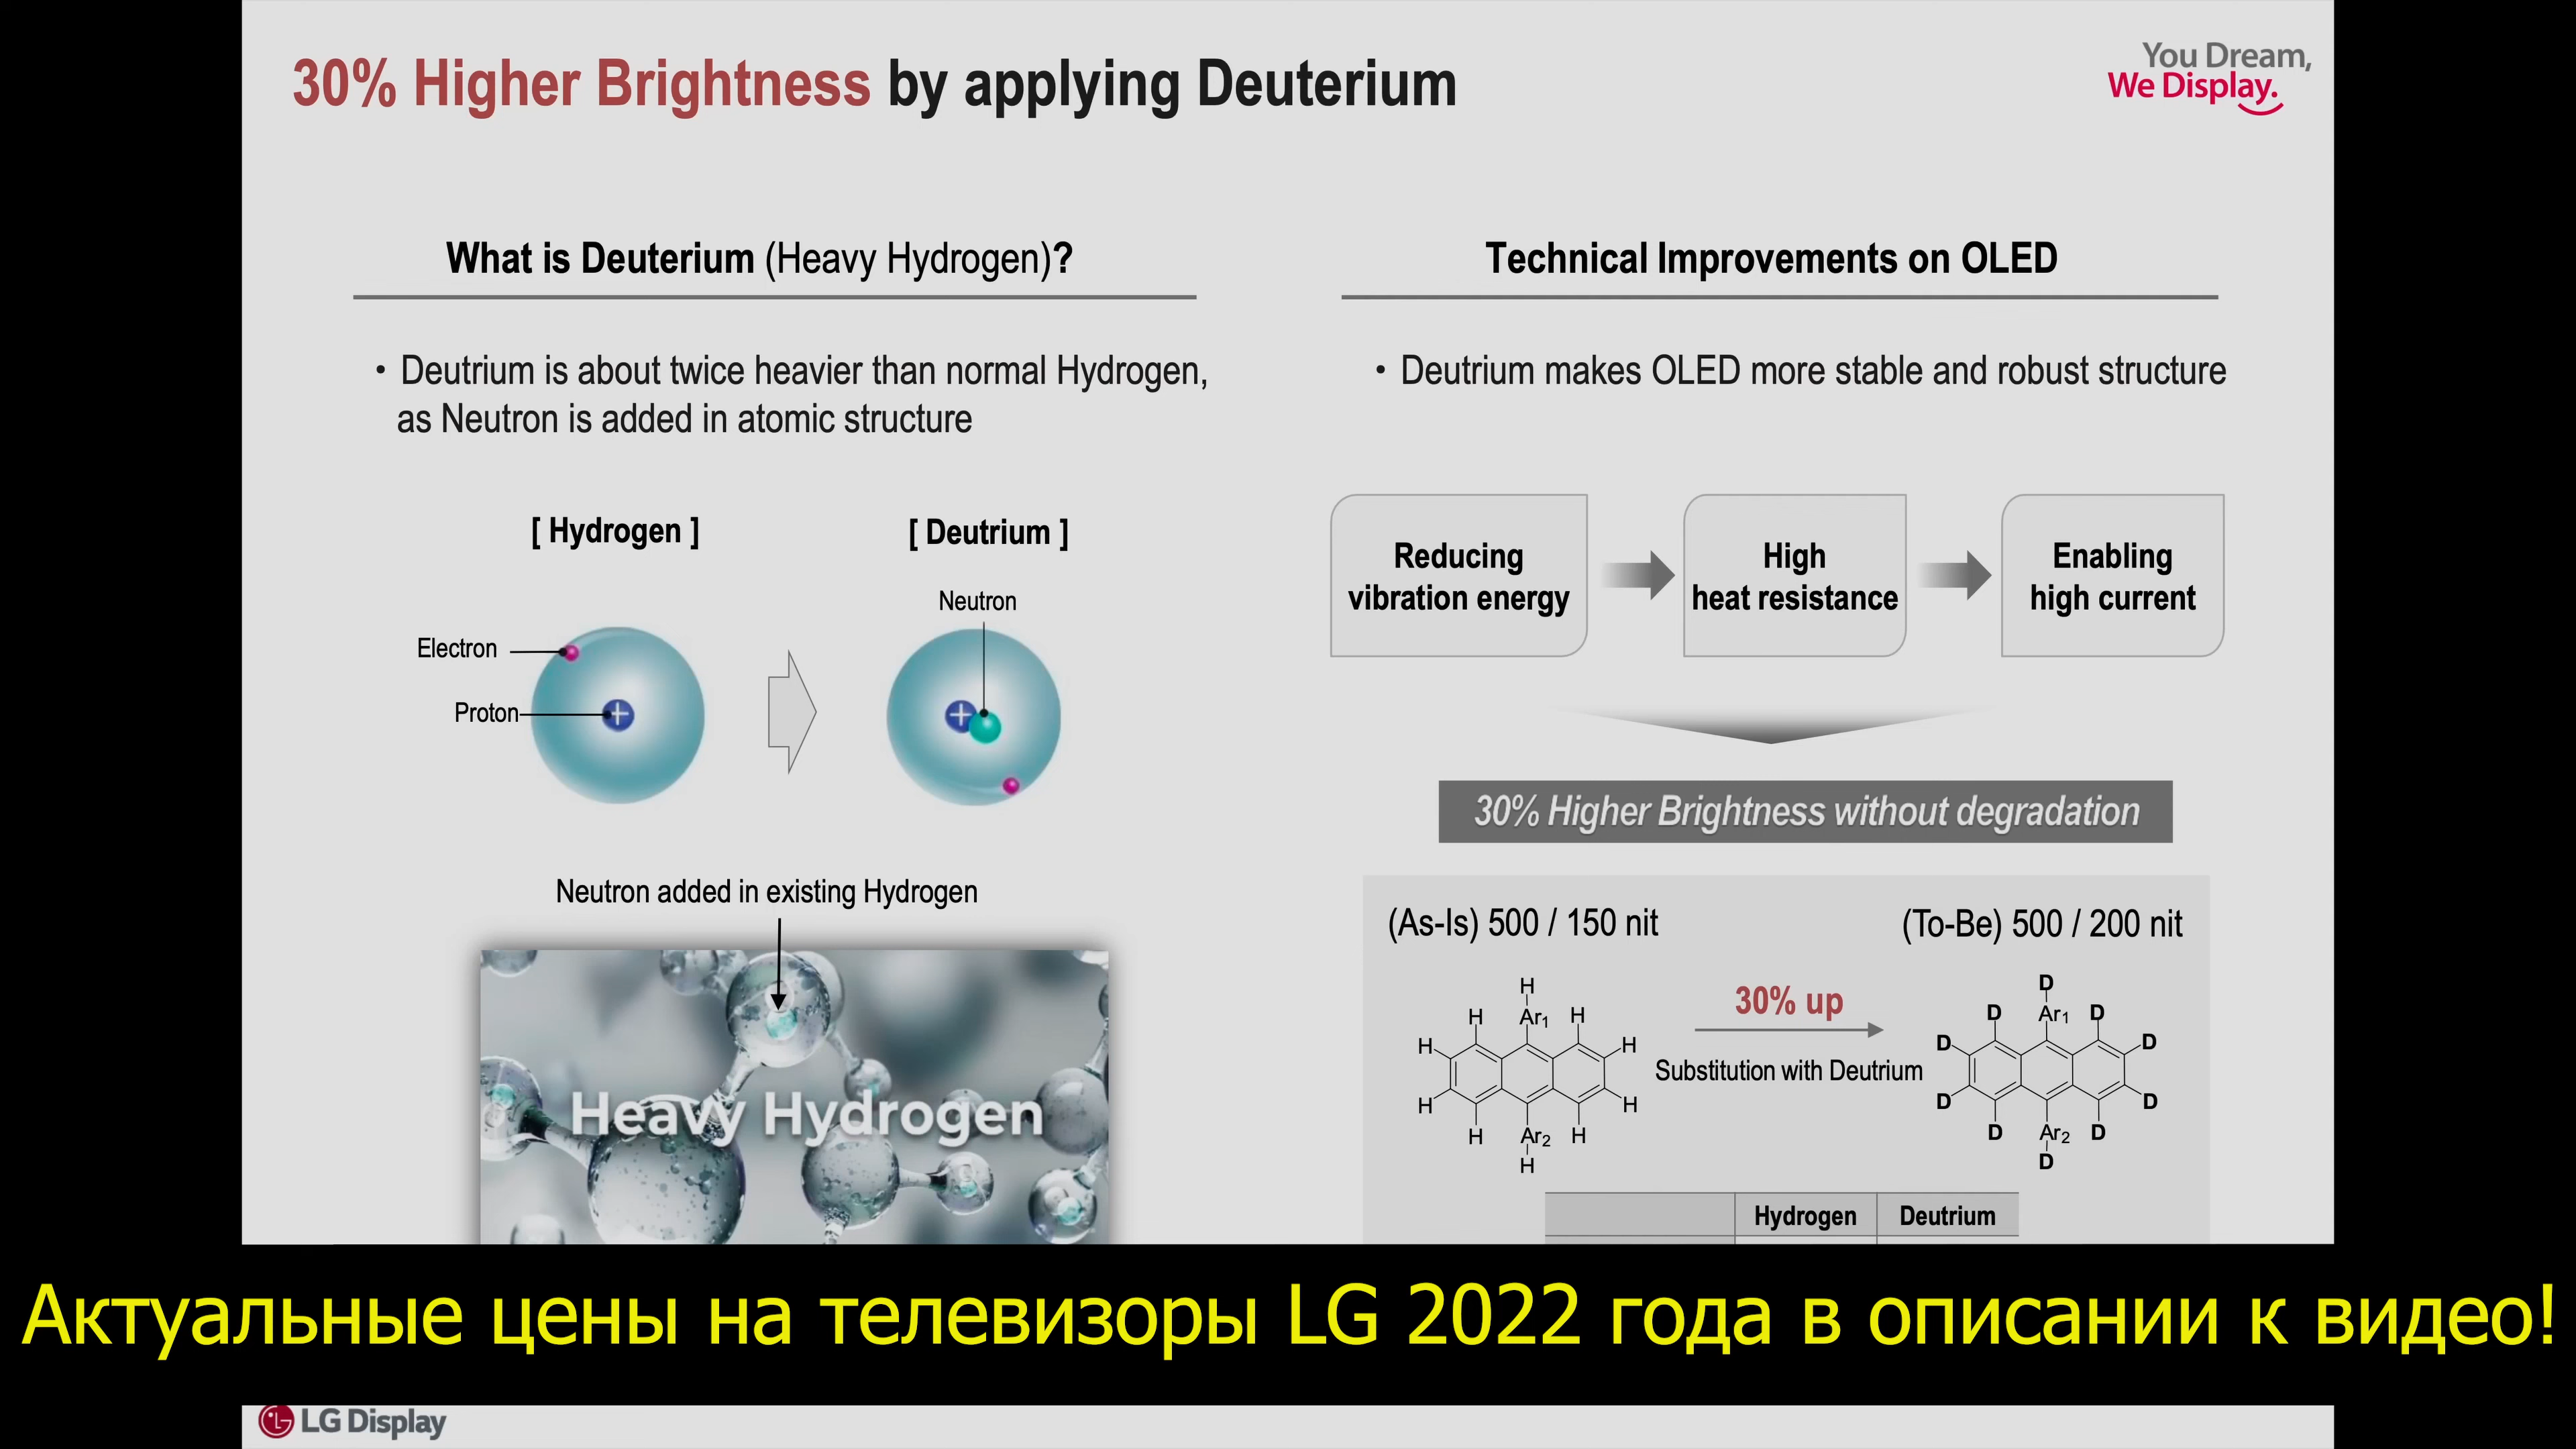 30% Higher Brightness by applying Deuterium
You Dream,
We Display.
What is Deuterium (Heavy Hydrogen)?
• Deutrium is about twice heavier than normal Hydrogen,
as Neutron is added in atomic structure
[ Hydrogen ]
[ Deutrium ]
Neutron
Electron
Proton
Neutron added in existing Hydrogen
Heavy Hydrogen
Technical Improvements on OLED
• Deutrium makes OLED more stable and robust structure
Reducing
vibration energy
High
heat resistance
Enabling
high current
30% Higher Brightness without degradation
(As-Is) 500 / 150 nit
(To-Be) 500 / 200 nit
H
H Ar1 H
H H
H H
H Ar2 H
H
30% up
Substitution with Deutrium
D
D Ar1 D
D D
D D
D Ar2 D
D
Hydrogen Deutrium
Актуальные цены на телевизоры LG 2022 года в описании к видео!
LG Display